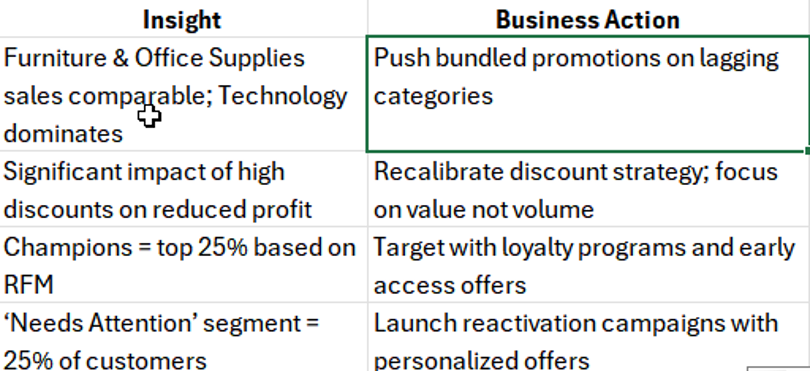 Insight
Business Action
Furniture & Office Supplies
sales comparable; Technology
dominates
Push bundled promotions on lagging
categories
Significant impact of high
discounts on reduced profit
Recalibrate discount strategy; focus
on value not volume
Champions = top 25% based on
RFM
Target with loyalty programs and early
access offers
‘Needs Attention’ segment =
25% of customers
Launch reactivation campaigns with
personalized offers